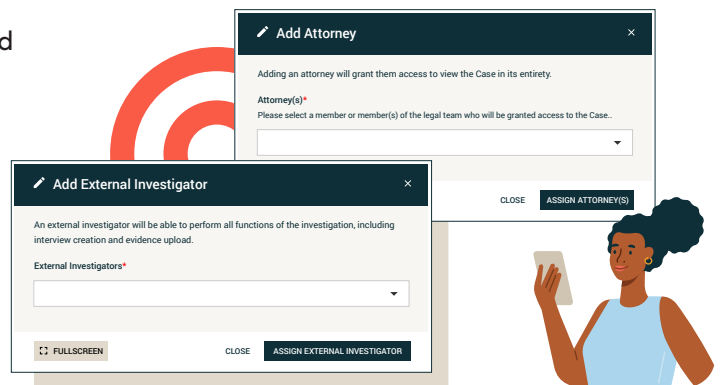 d
Add Attorney
Adding an attorney will grant them access to view the Case in its entirety.
Attorney(s)*
Please select a member or member(s) of the legal team who will be granted access to the Case..
CLOSE ASSIGN ATTORNEY(S)
Add External Investigator
An external investigator will be able to perform all functions of the investigation, including
interview creation and evidence upload.
External Investigators*
FULLSCREEN CLOSE ASSIGN EXTERNAL INVESTIGATOR